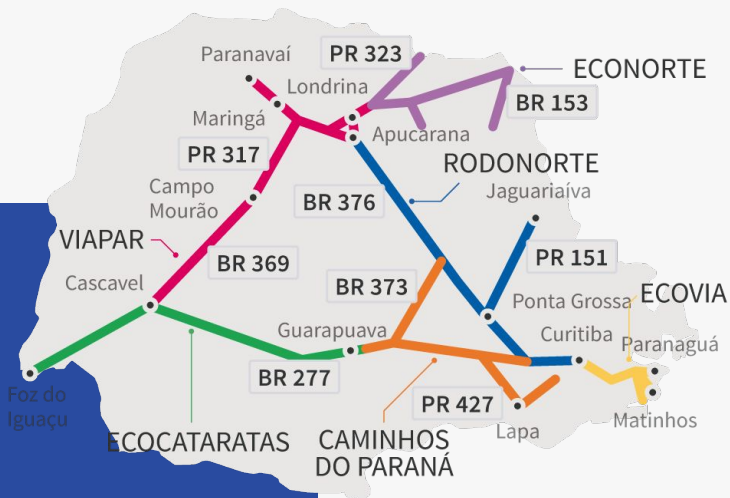 Paranavaí
PR 323
ECONORTE
Londrina
BR 153
Maringá
Apucarana
PR 317
RODONORTE
Campo
Mourão
BR 376
Jaguariaíva
VIAPAR
BR 369
PR 151
Cascavel
BR 373
Ponta Grossa
ECOVIA
Guarapuava
Curitiba
Paranaguá
BR 277
Foz do
Iguaçu
PR 427
Matinhos
Lapa
ECOCATARATAS
CAMINHOS
DO PARANÁ